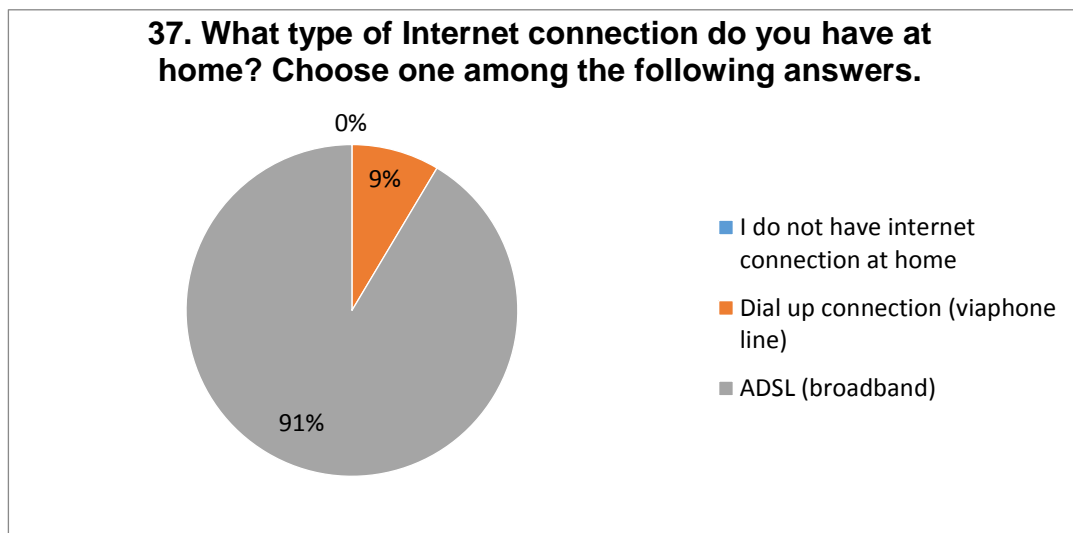 37. What type of Internet connection do you have at
home? Choose one among the following answers.
0%
9%
91%
I do not have internet
connection at home
Dial up connection (viaphone
line)
ADSL (broadband)